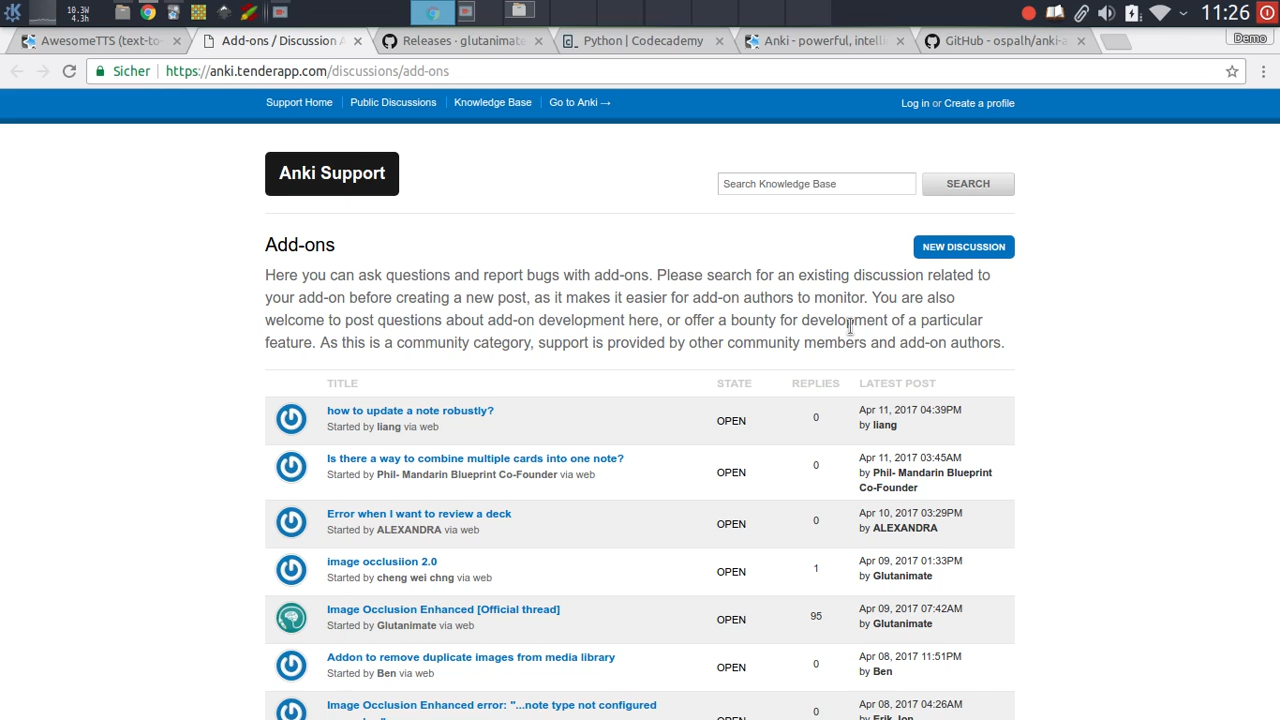 10.3W
4.3h
11:26
AwesomeTTS (text-to-
Add-ons / Discussion A
Releases · glutanimate
Python | Codecademy
Anki - powerful, intelli
GitHub - ospalh/anki-a
Demo
Sicher https://anki.tenderapp.com/discussions/add-ons
Support Home Public Discussions Knowledge Base Go to Anki → Log in or Create a profile
Anki Support
Search Knowledge Base SEARCH
Add-ons NEW DISCUSSION
Here you can ask questions and report bugs with add-ons. Please search for an existing discussion related to
your add-on before creating a new post, as it makes it easier for add-on authors to monitor. You are also
welcome to post questions about add-on development here, or offer a bounty for development of a particular
feature. As this is a community category, support is provided by other community members and add-on authors.
TITLE STATE REPLIES LATEST POST
how to update a note robustly?
Started by liang via web
OPEN 0
Apr 11, 2017 04:39PM
by liang
Is there a way to combine multiple cards into one note?
Started by Phil- Mandarin Blueprint Co-Founder via web
OPEN 0
Apr 11, 2017 03:45AM
by Phil- Mandarin Blueprint
Co-Founder
Error when I want to review a deck
Started by ALEXANDRA via web
OPEN 0
Apr 10, 2017 03:29PM
by ALEXANDRA
image occlusiion 2.0
Started by cheng wei chng via web
OPEN 1
Apr 09, 2017 01:33PM
by Glutanimate
Image Occlusion Enhanced [Official thread]
Started by Glutanimate via web
OPEN 95
Apr 09, 2017 07:42AM
by Glutanimate
Addon to remove duplicate images from media library
Started by Ben via web
OPEN 0
Apr 08, 2017 11:51PM
by Ben
Image Occlusion Enhanced error: "...note type not configured
OPEN 0
Apr 08, 2017 04:26AM
by Erik Jon